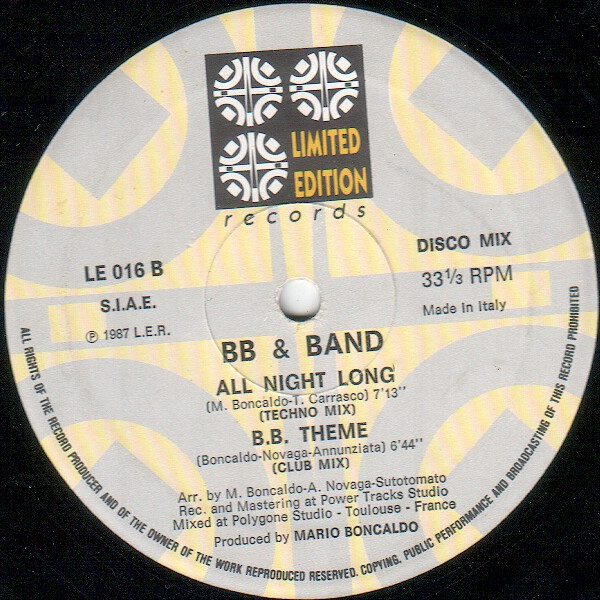 LIMITED
EDITION
records
LE 016 B
S.I.A.E.
℗ 1987 L.E.R.
DISCO MIX
33 1/3 RPM
Made In Italy
BB & BAND
ALL NIGHT LONG
(M. Boncaldo-T. Carrasco) 7'13''
(TECHNO MIX)
B.B. THEME
(Boncaldo-Novaga-Annunziata) 6'44''
(CLUB MIX)
Arr. by M. Boncaldo-A. Novaga-Sutotomato
Rec. and Mastering at Power Tracks Studio
Mixed at Polygone Studio - Toulouse - France
Produced by MARIO BONCALDO
ALL RIGHTS OF THE RECORD PRODUCER AND OF THE OWNER OF THE WORK REPRODUCED RESERVED. COPYING, PUBLIC PERFORMANCE AND BROADCASTING OF THIS RECORD PROHIBITED